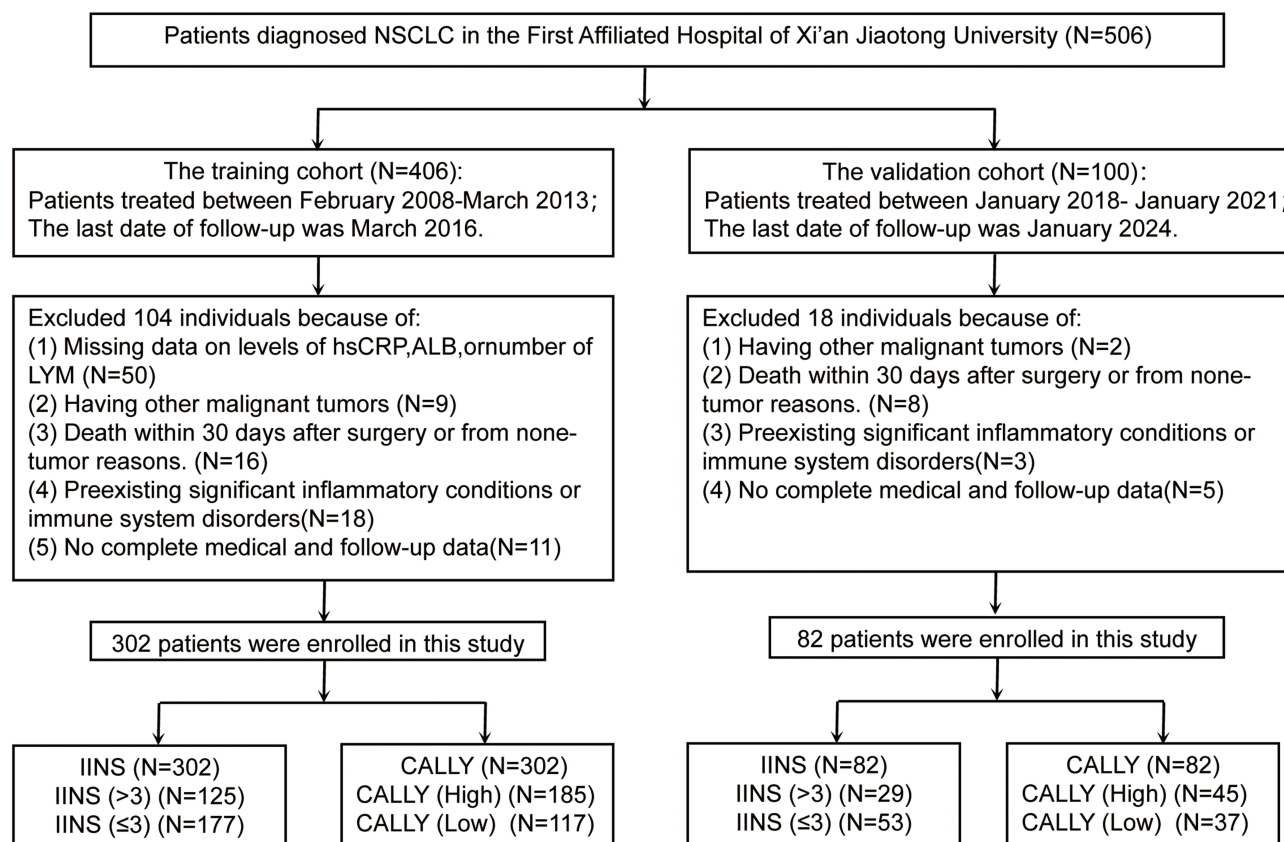 Patients diagnosed NSCLC in the First Affiliated Hospital of Xi’an Jiaotong University (N=506)
The training cohort (N=406):
Patients treated between February 2008-March 2013;
The last date of follow-up was March 2016.
The validation cohort (N=100):
Patients treated between January 2018- January 2021;
The last date of follow-up was January 2024.
Excluded 104 individuals because of:
(1) Missing data on levels of hsCRP,ALB,ornumber of
LYM (N=50)
(2) Having other malignant tumors (N=9)
(3) Death within 30 days after surgery or from none-
tumor reasons. (N=16)
(4) Preexisting significant inflammatory conditions or
immune system disorders(N=18)
(5) No complete medical and follow-up data(N=11)
Excluded 18 individuals because of:
(1) Having other malignant tumors (N=2)
(2) Death within 30 days after surgery or from none-
tumor reasons. (N=8)
(3) Preexisting significant inflammatory conditions or
immune system disorders(N=3)
(4) No complete medical and follow-up data(N=5)
302 patients were enrolled in this study
82 patients were enrolled in this study
IINS (N=302)
IINS (>3) (N=125)
IINS (≤3) (N=177)
CALLY (N=302)
CALLY (High) (N=185)
CALLY (Low) (N=117)
IINS (N=82)
IINS (>3) (N=29)
IINS (≤3) (N=53)
CALLY (N=82)
CALLY (High) (N=45)
CALLY (Low) (N=37)